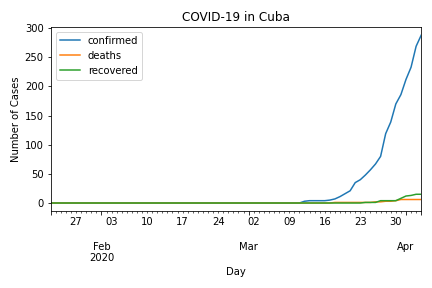 COVID-19 in Cuba
confirmed
deaths
recovered
Number of Cases
300
250
200
150
100
50
0
27 03 10 17 24 02 09 16 23 30
Feb Mar Apr
2020
Day